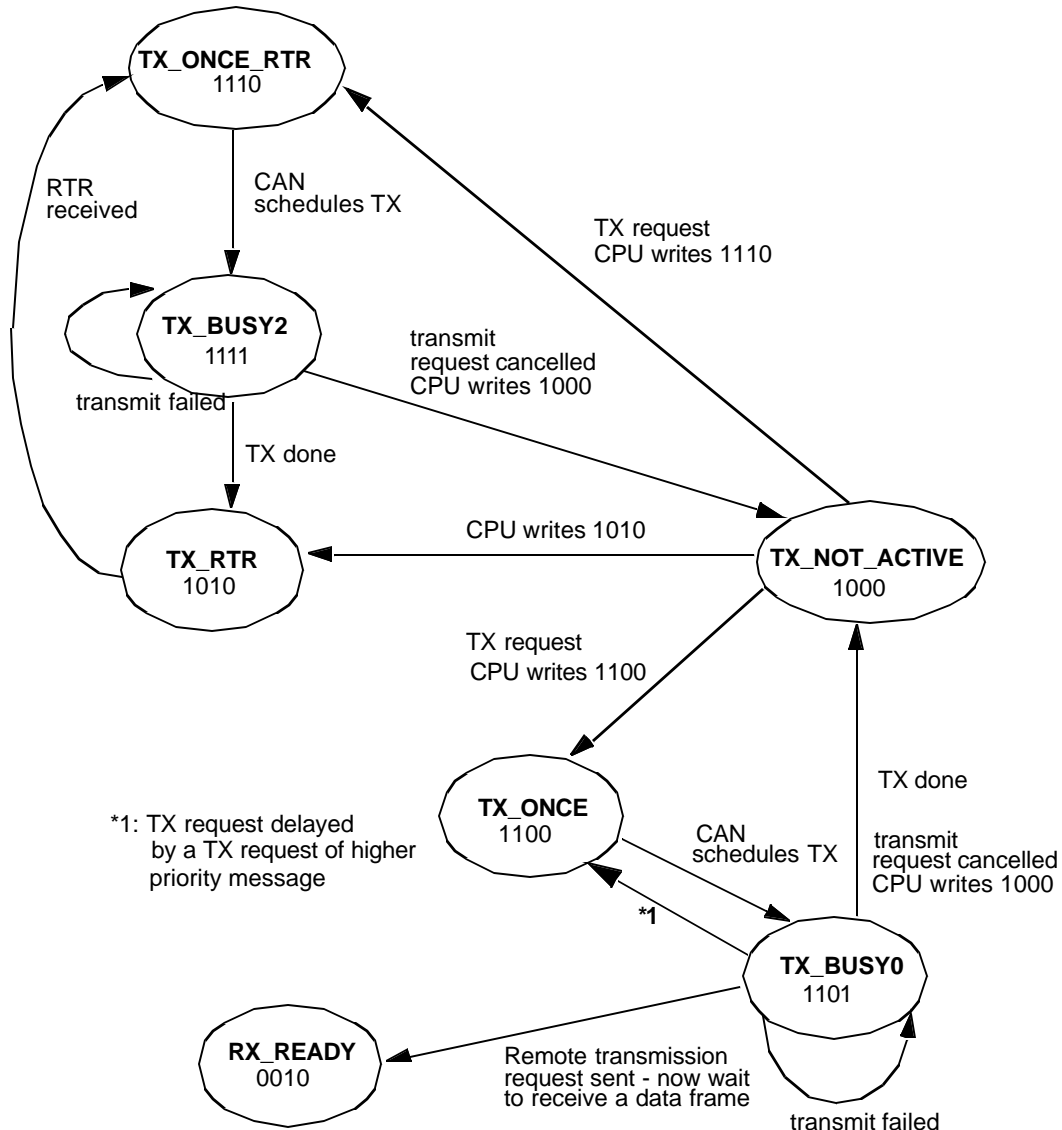 TX_ONCE_RTR
1110
RTR
received
CAN
schedules TX
TX request
CPU writes 1110
TX_BUSY2
1111
transmit failed
transmit
request cancelled
CPU writes 1000
TX done
TX_RTR
1010
CPU writes 1010
TX_NOT_ACTIVE
1000
TX request
CPU writes 1100
*1: TX request delayed
by a TX request of higher
priority message
TX_ONCE
1100
CAN
schedules TX
*1
TX done
transmit
request cancelled
CPU writes 1000
TX_BUSY0
1101
RX_READY
0010
Remote transmission
request sent - now wait
to receive a data frame
transmit failed